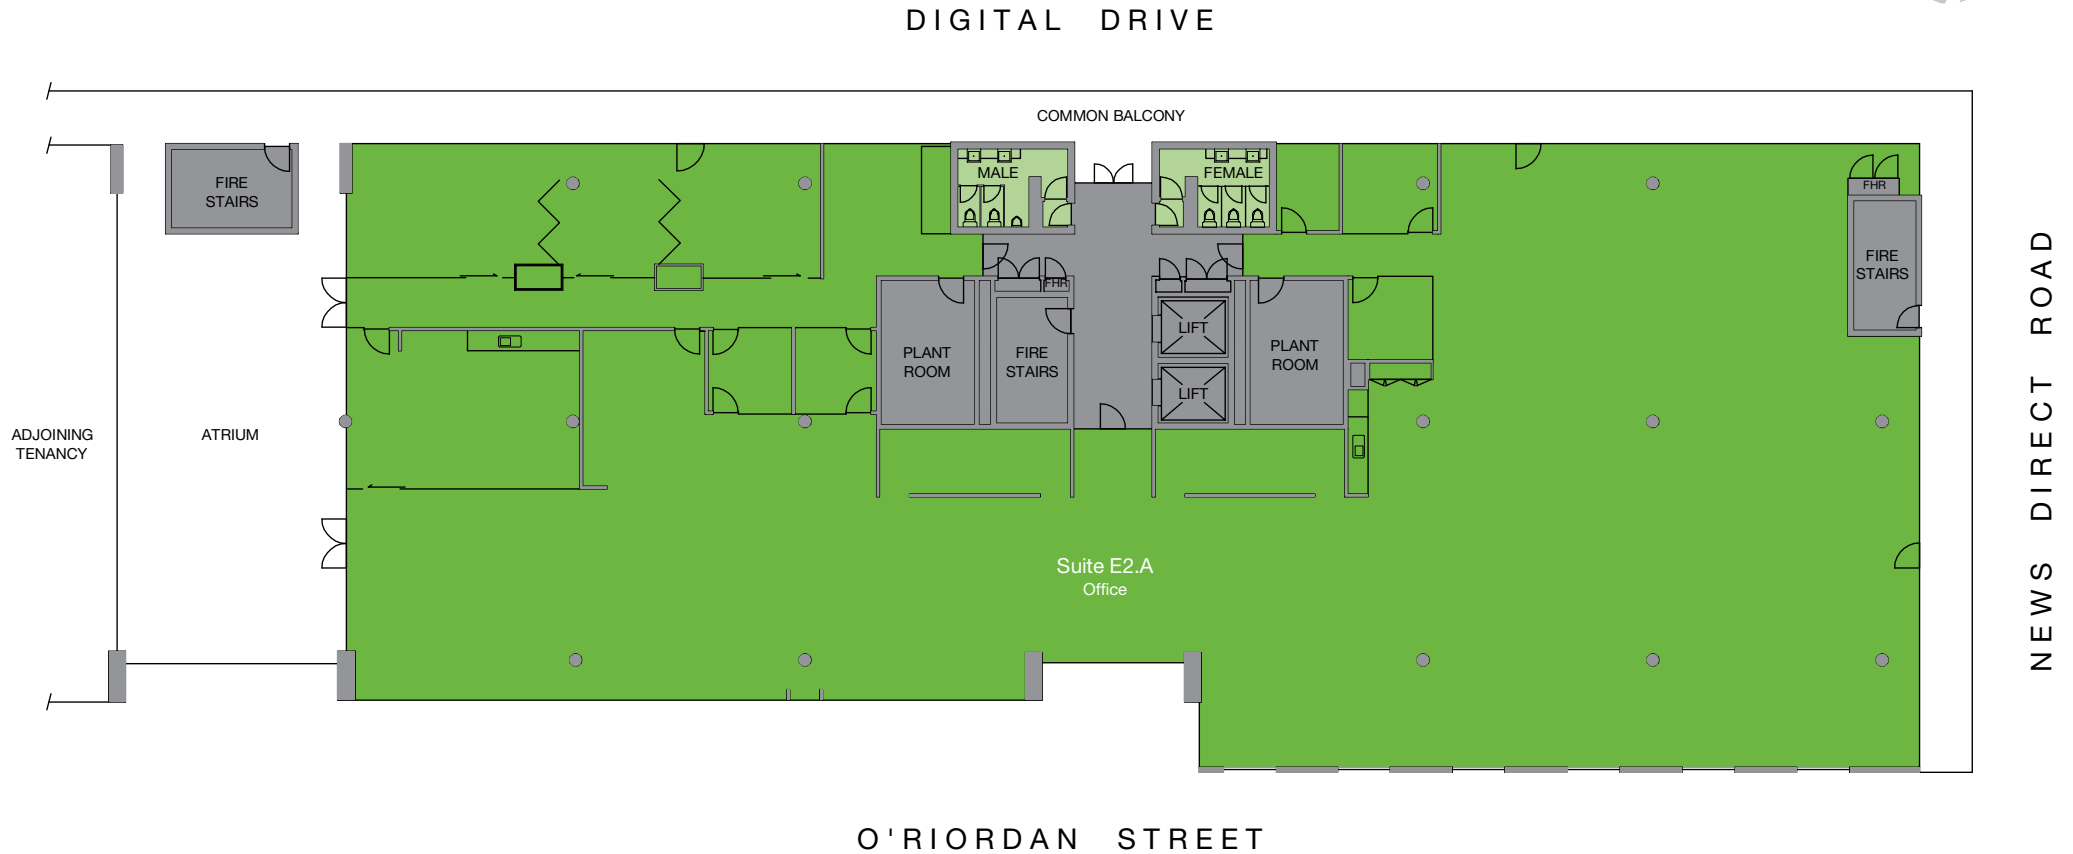 DIGITAL DRIVE
COMMON BALCONY
MALE
FEMALE
FIRE
STAIRS
FHR
FIRE
STAIRS
FHR
LIFT
PLANT
ROOM
FIRE
STAIRS
PLANT
ROOM
LIFT
ADJOINING
TENANCY
ATRIUM
Suite E2.A
Office
NEWS DIRECT ROAD
O'RIORDAN STREET